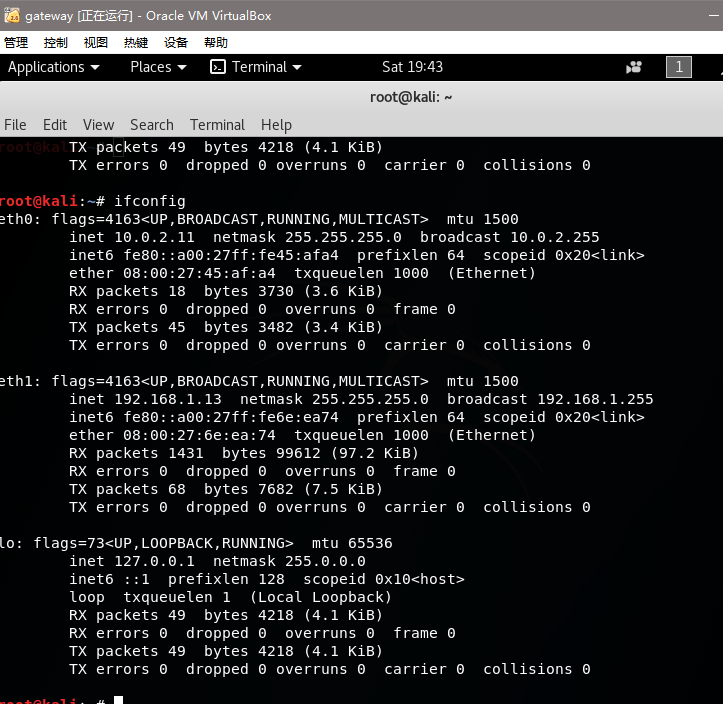 gateway [正在运行] - Oracle VM VirtualBox
管理 控制 视图 热键 设备 帮助
Applications Places Terminal Sat 19:43 1
root@kali: ~
File Edit View Search Terminal Help
TX packets 49 bytes 4218 (4.1 KiB)
TX errors 0 dropped 0 overruns 0 carrier 0 collisions 0
root@kali:~# ifconfig
eth0: flags=4163<UP,BROADCAST,RUNNING,MULTICAST> mtu 1500
inet 10.0.2.11 netmask 255.255.255.0 broadcast 10.0.2.255
inet6 fe80::a00:27ff:fe45:afa4 prefixlen 64 scopeid 0x20<link>
ether 08:00:27:45:af:a4 txqueuelen 1000 (Ethernet)
RX packets 18 bytes 3730 (3.6 KiB)
RX errors 0 dropped 0 overruns 0 frame 0
TX packets 45 bytes 3482 (3.4 KiB)
TX errors 0 dropped 0 overruns 0 carrier 0 collisions 0
eth1: flags=4163<UP,BROADCAST,RUNNING,MULTICAST> mtu 1500
inet 192.168.1.13 netmask 255.255.255.0 broadcast 192.168.1.255
inet6 fe80::a00:27ff:fe6e:ea74 prefixlen 64 scopeid 0x20<link>
ether 08:00:27:6e:ea:74 txqueuelen 1000 (Ethernet)
RX packets 1431 bytes 99612 (97.2 KiB)
RX errors 0 dropped 0 overruns 0 frame 0
TX packets 68 bytes 7682 (7.5 KiB)
TX errors 0 dropped 0 overruns 0 carrier 0 collisions 0
lo: flags=73<UP,LOOPBACK,RUNNING> mtu 65536
inet 127.0.0.1 netmask 255.0.0.0
inet6 ::1 prefixlen 128 scopeid 0x10<host>
loop txqueuelen 1 (Local Loopback)
RX packets 49 bytes 4218 (4.1 KiB)
RX errors 0 dropped 0 overruns 0 frame 0
TX packets 49 bytes 4218 (4.1 KiB)
TX errors 0 dropped 0 overruns 0 carrier 0 collisions 0
root@kali:~#